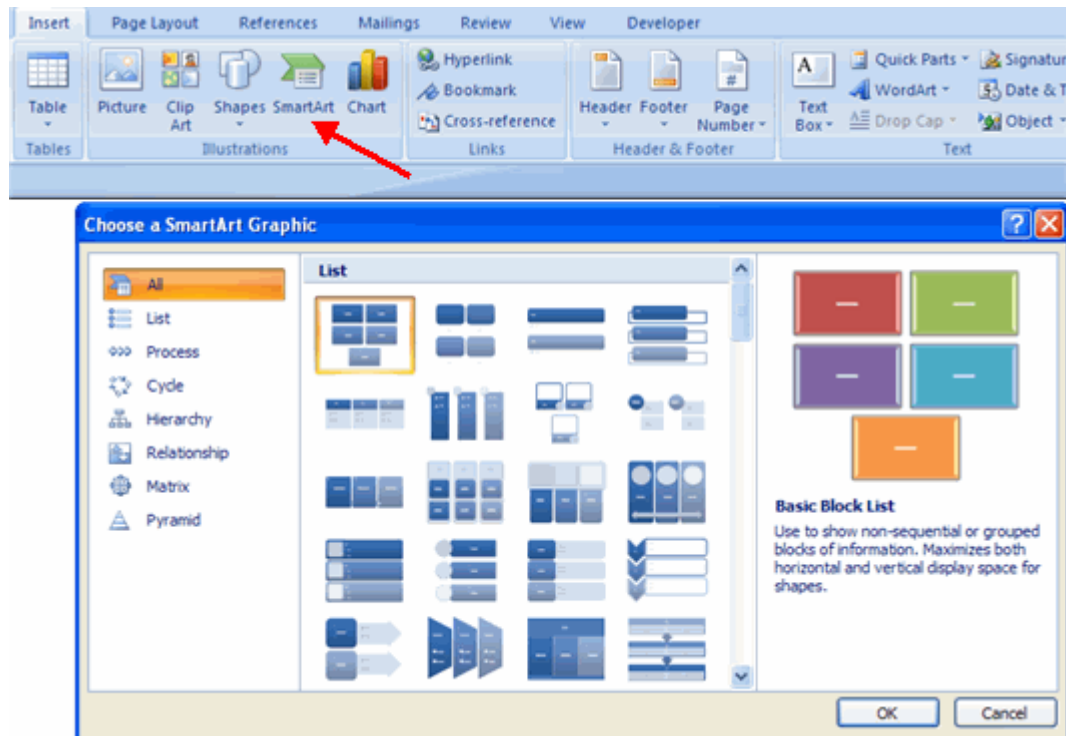 Insert Page Layout References Mailings Review View Developer
Table
Tables
Picture
Clip
Art
Shapes
SmartArt
Chart
Illustrations
Hyperlink
Bookmark
Cross-reference
Links
Header
Footer
Page
Number
Header & Footer
A
Text
Box
Quick Parts
WordArt
Drop Cap
Date &
Object
Text
Choose a SmartArt Graphic
All
List
Process
Cycle
Hierarchy
Relationship
Matrix
Pyramid
List
Basic Block List
Use to show non-sequential or grouped
blocks of information. Maximizes both
horizontal and vertical display space for
shapes.
OK Cancel